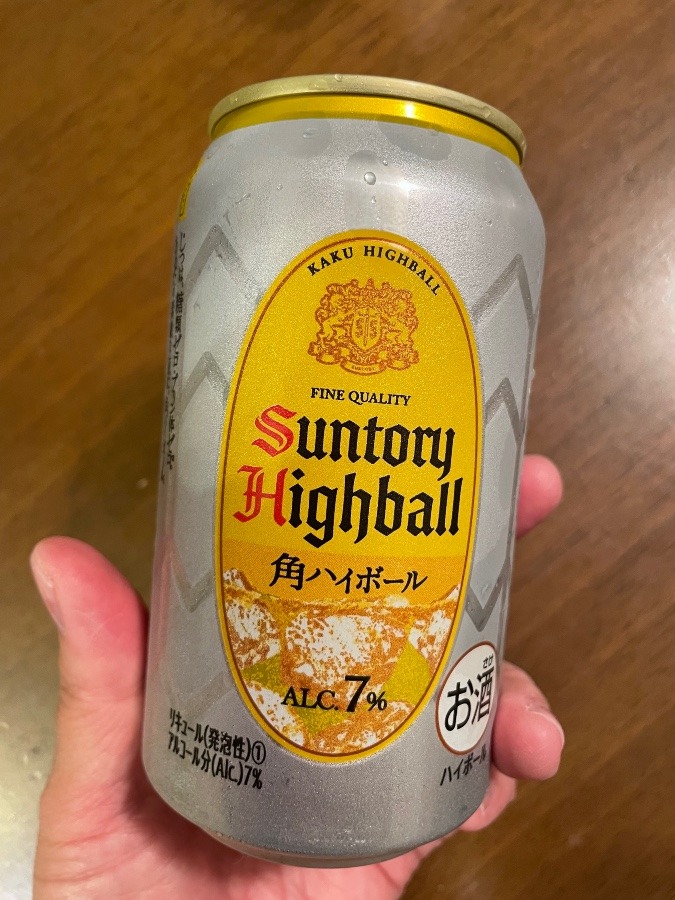 KAKU HIGHBALL
FINE QUALITY
Suntory
Highball
角ハイボール
ALC. 7%
さけ
お酒
ハイボール
リキュール(発泡性)①
アルコール分(Alc.)7%